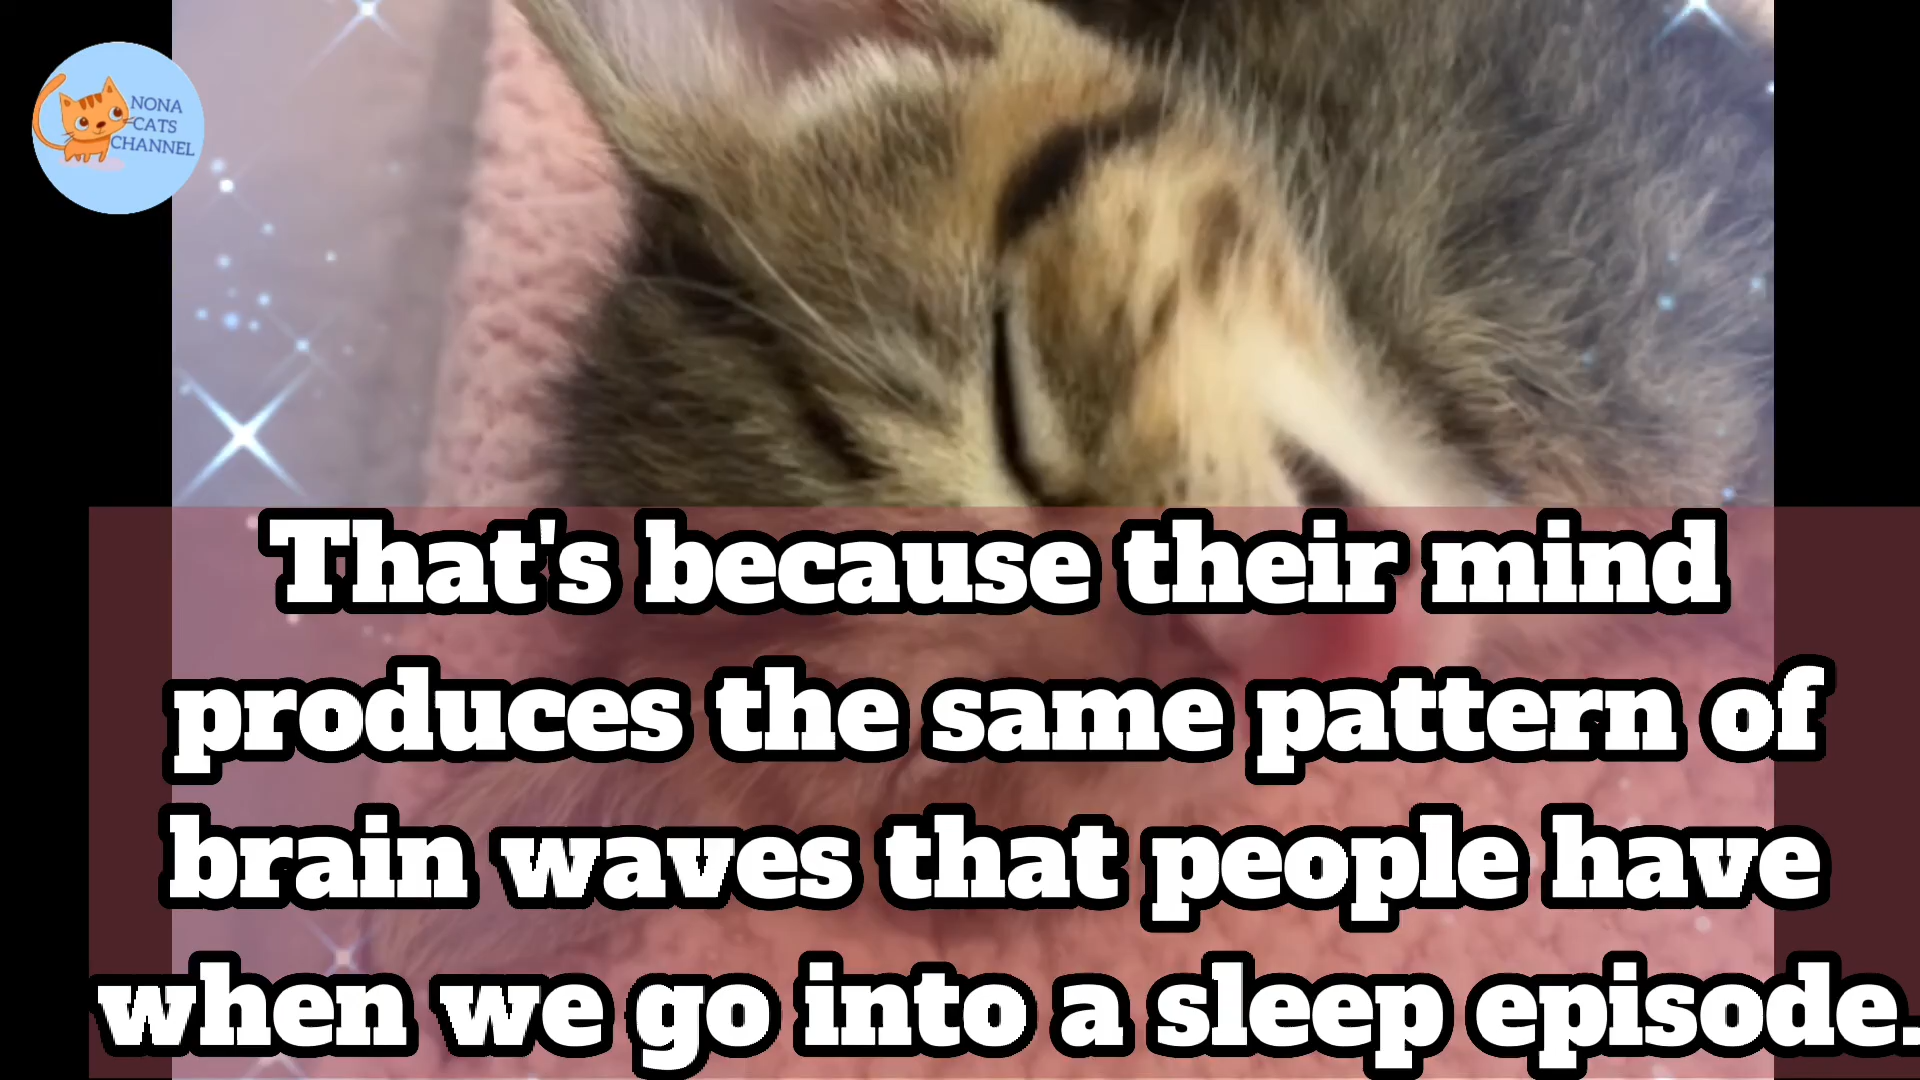 NONA
CATS
CHANNEL
That's because their mind
produces the same pattern of
brain waves that people have
when we go into a sleep episode.